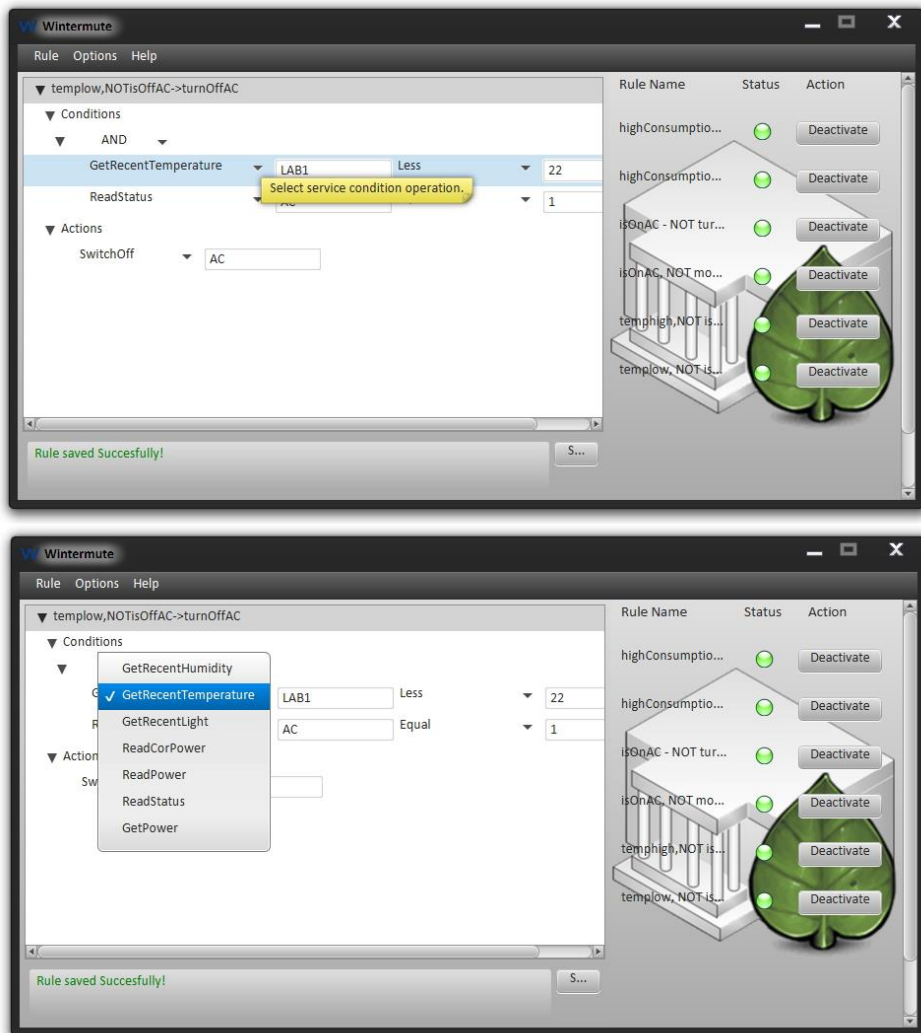 Wintermute
Rule Options Help
templow,NOTisOffAC->turnOffAC
Conditions
AND
GetRecentTemperature LAB1 Less 22
Select service condition operation.
ReadStatus 1
Actions
SwitchOff AC
Rule saved Succesfully!
S...
Rule Name Status Action
highConsumptio... Deactivate
highConsumptio... Deactivate
isOnAC - NOT tur... Deactivate
isOnAC, NOT mo... Deactivate
temphigh,NOT is... Deactivate
templow, NOT is... Deactivate
Wintermute
Rule Options Help
templow,NOTisOffAC->turnOffAC
Conditions
GetRecentHumidity
GetRecentTemperature LAB1 Less 22
GetRecentLight AC Equal 1
ReadCorPower
ReadPower
ReadStatus
GetPower
Action
Sw
Rule saved Succesfully!
S...
Rule Name Status Action
highConsumptio... Deactivate
highConsumptio... Deactivate
isOnAC - NOT tur... Deactivate
isOnAC, NOT mo... Deactivate
temphigh,NOT is... Deactivate
templow, NOT is... Deactivate